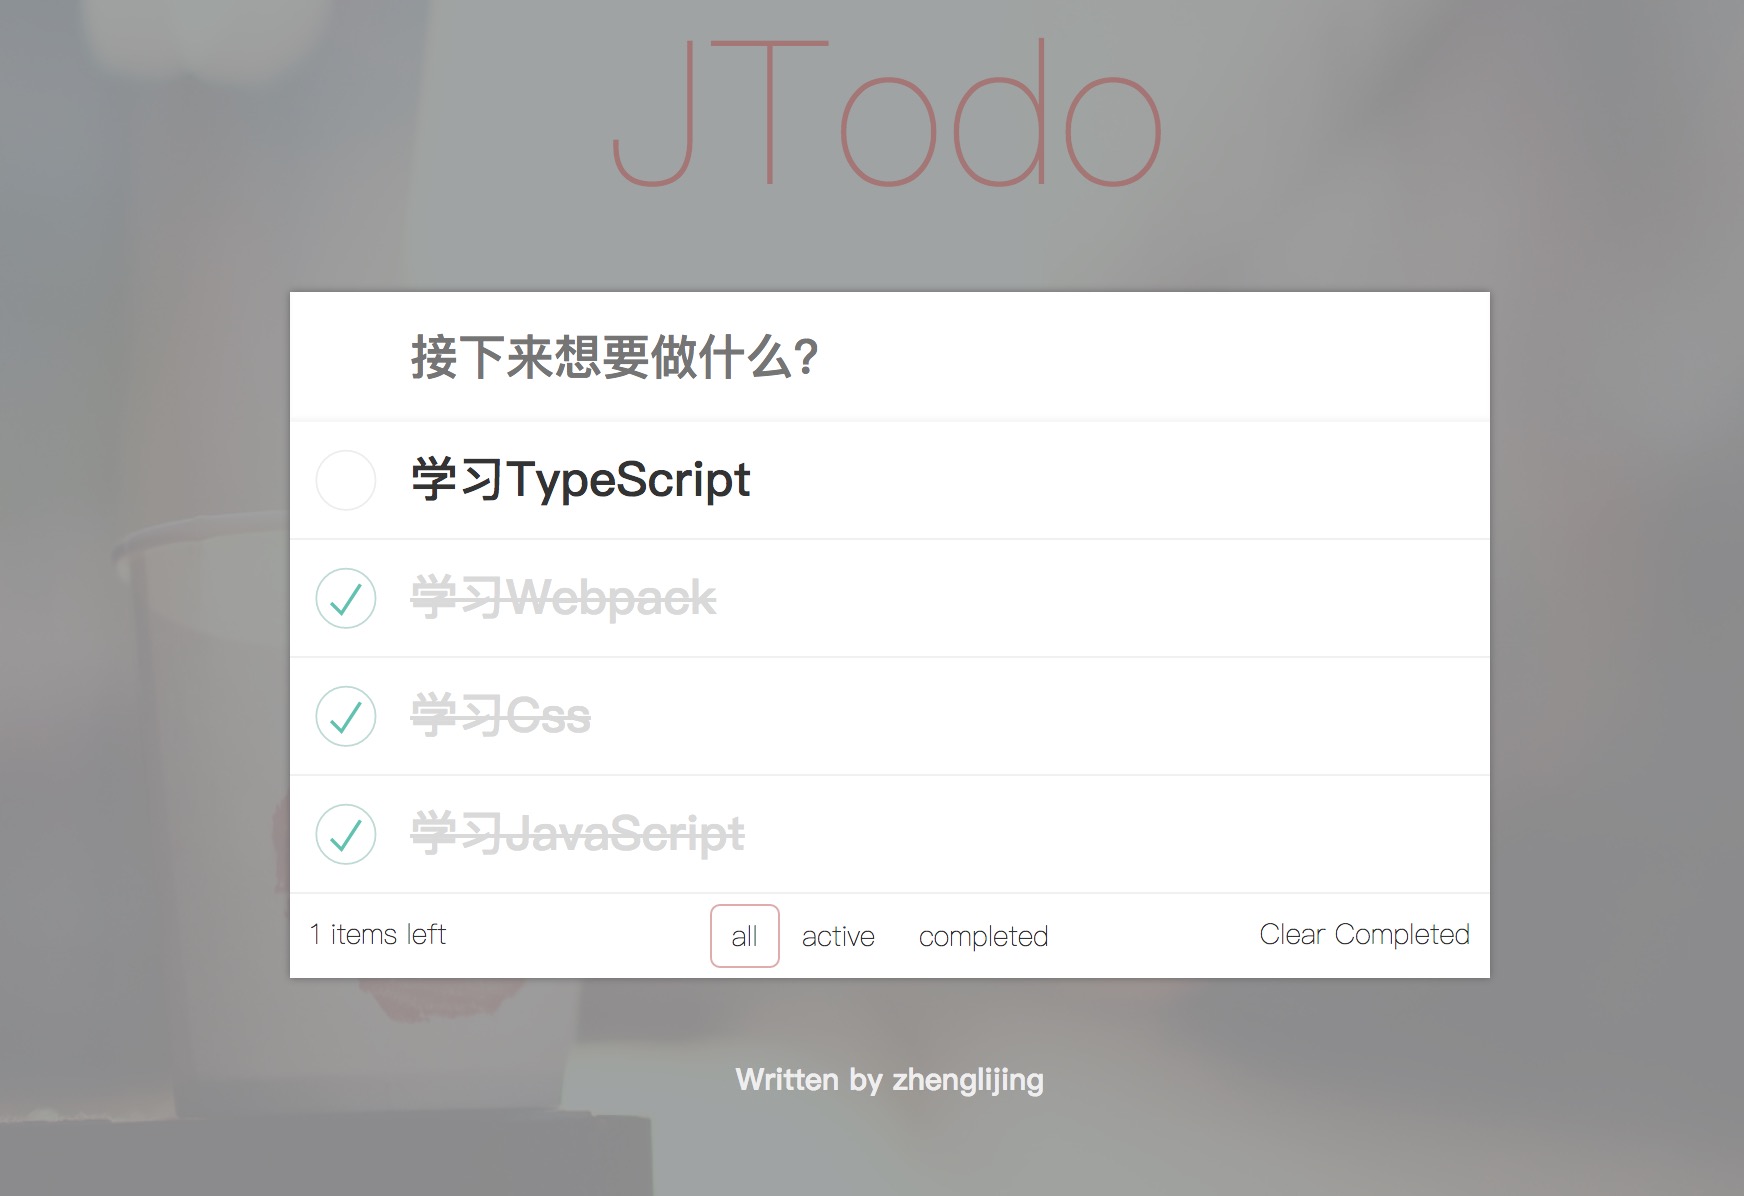 JTodo
接下来想要做什么?
学习TypeScript
学习Webpack
学习Css
学习JavaScript
1 items left
all
active
completed
Clear Completed
Written by zhenglijing